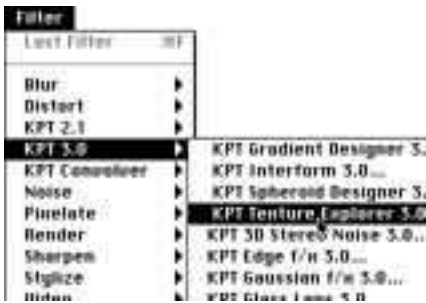 Filter
Last Filter ⌘F
Blur
Distort
KPT 2.1
KPT 3.0
KPT Convolver
Noise
Pixelate
Render
Sharpen
Stylize
Video
KPT Gradient Designer 3.
KPT Interform 3.0...
KPT Spheroid Designer 3.
KPT Texture Explorer 3.0
KPT 3D Stereo Noise 3.0...
KPT Edge f/x 3.0...
KPT Gaussian f/x 3.0...
KPT Glass Lens 3.0